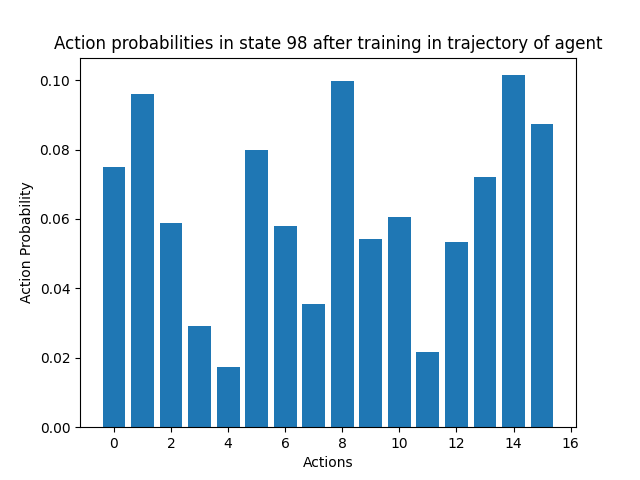 Action probabilities in state 98 after training in trajectory of agent
0.10
0.08
0.06
0.04
0.02
0.00
Action Probability
0 2 4 6 8 10 12 14 16
Actions